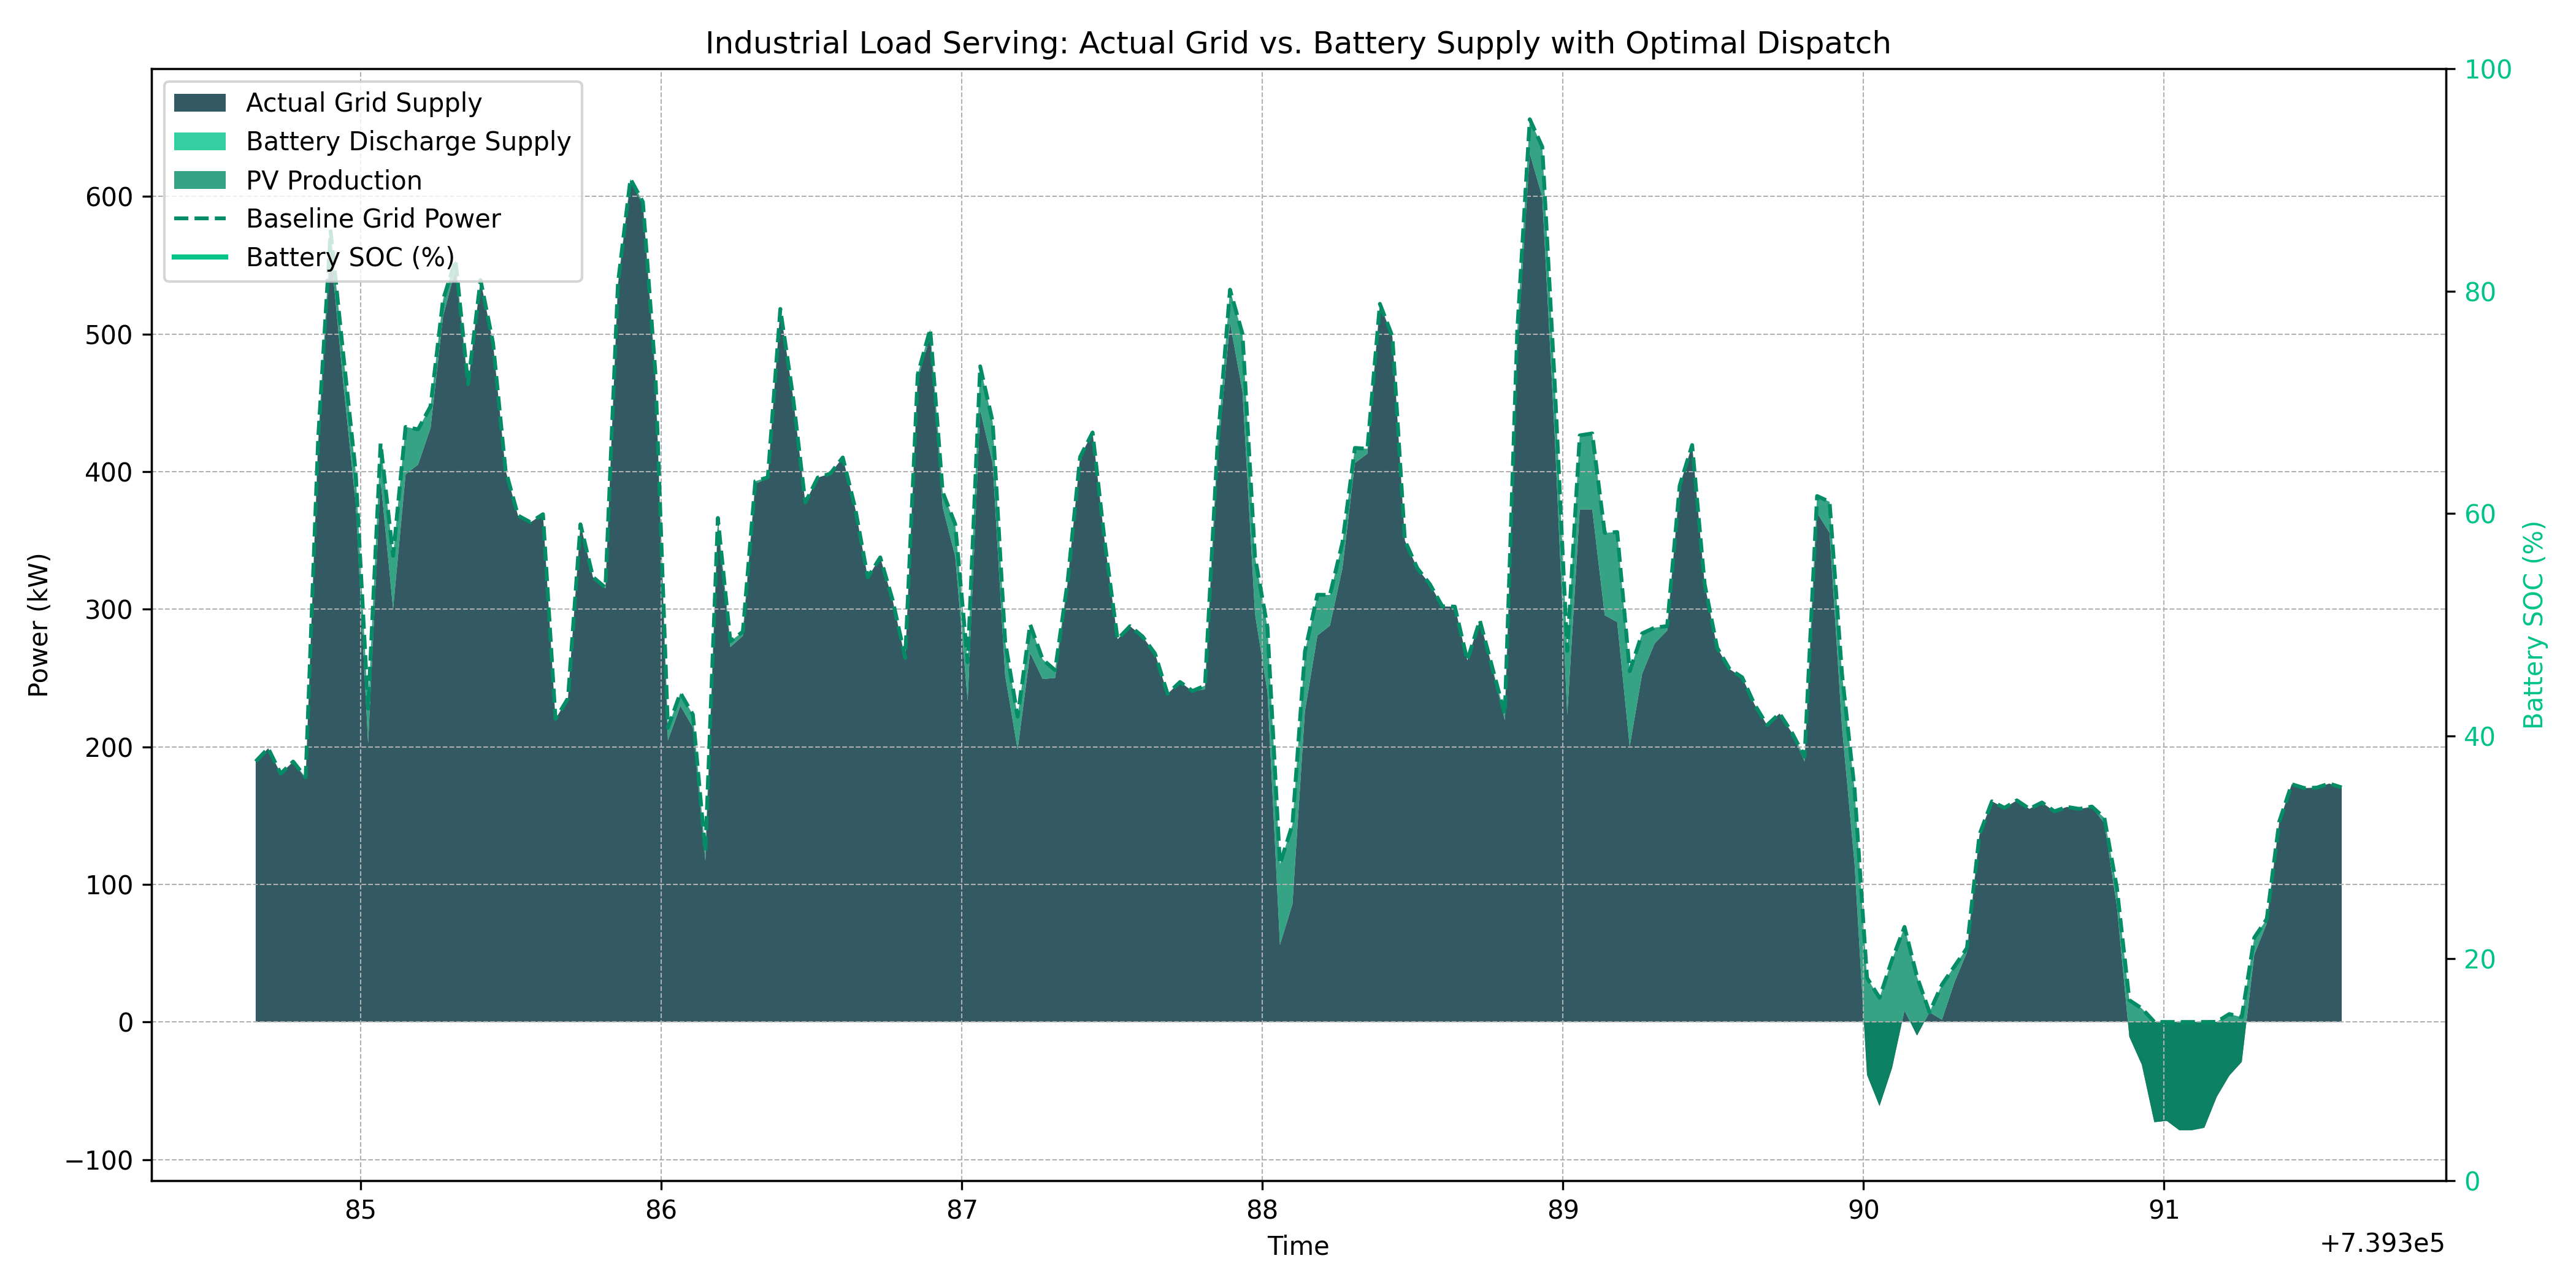 Industrial Load Serving: Actual Grid vs. Battery Supply with Optimal Dispatch
Actual Grid Supply
Battery Discharge Supply
PV Production
Baseline Grid Power
Battery SOC (%)
Power (kW)
600
500
400
300
200
100
0
−100
85
86
87
88
89
90
91
Time
+7.393e5
100
80
60
40
20
0
Battery SOC (%)